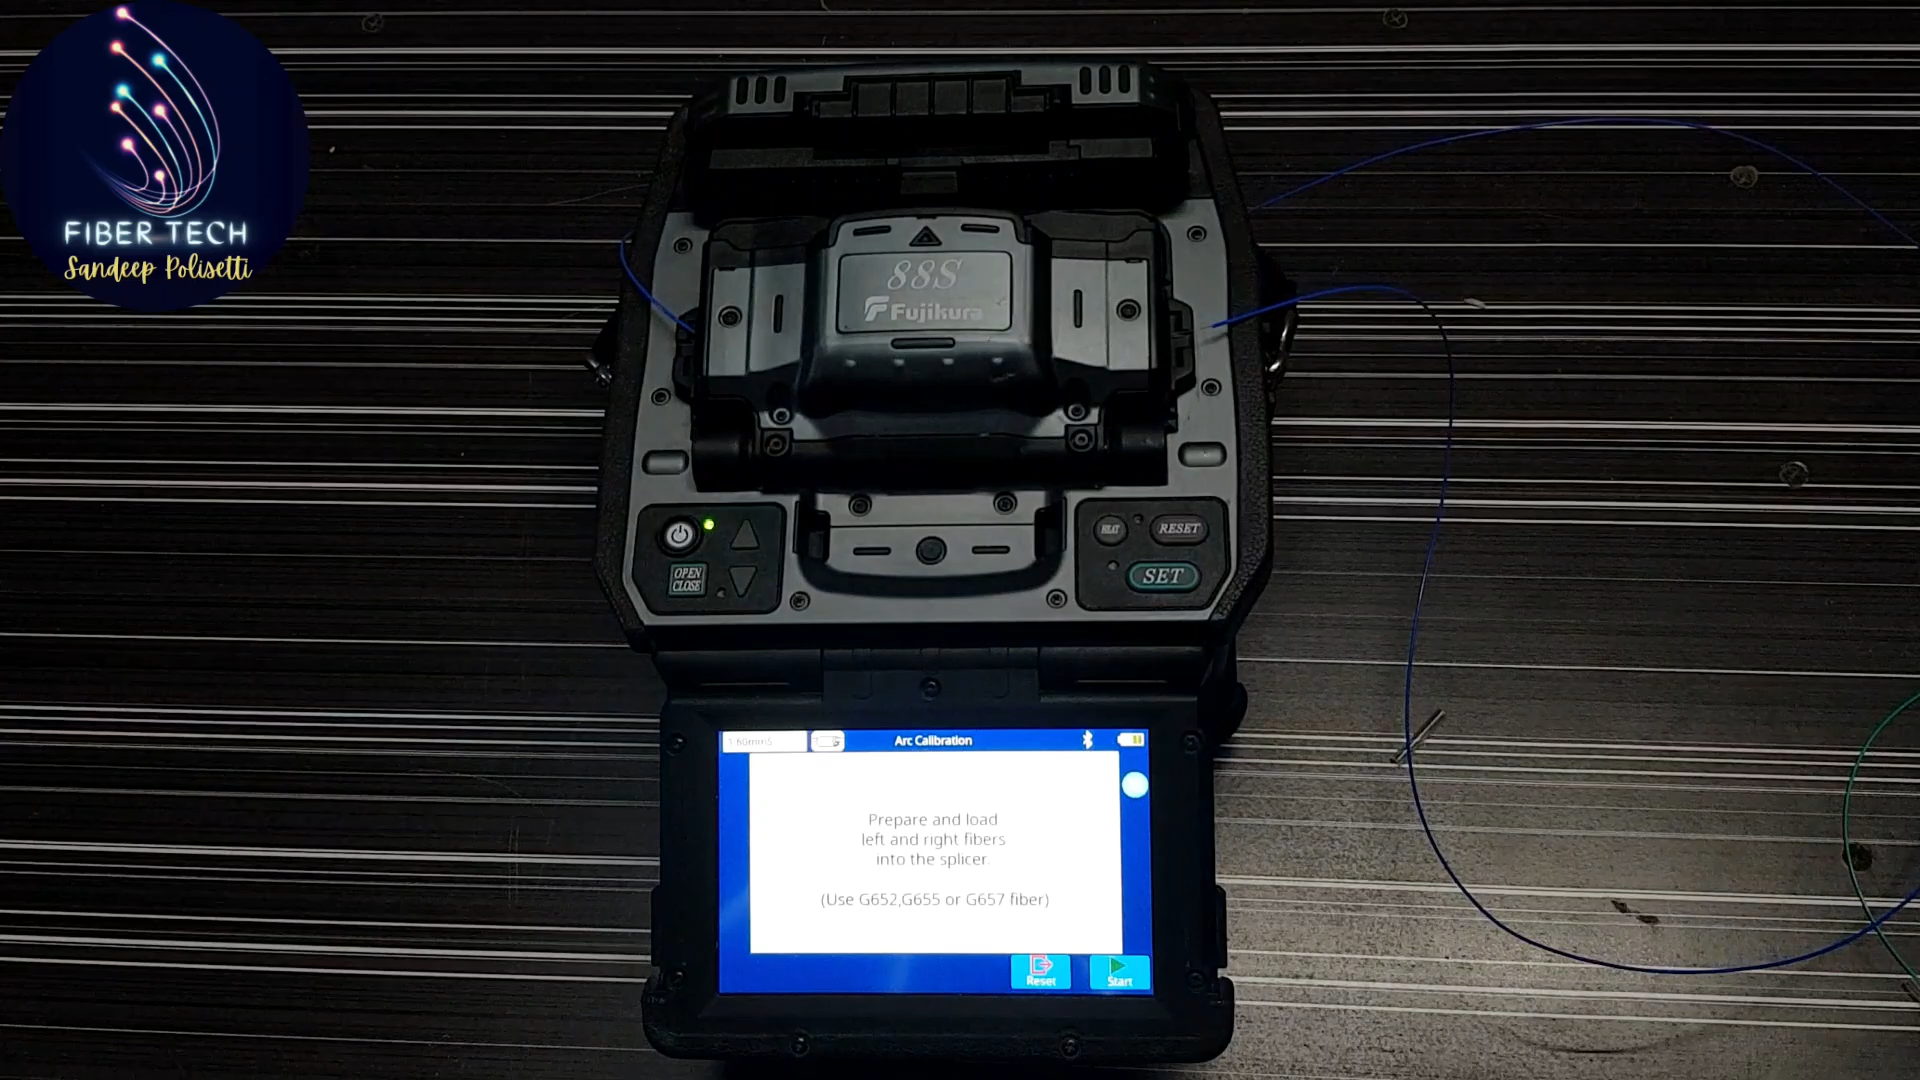 FIBER TECH
Sandeep Polisetti
88S
Fujikura
OPEN
CLOSE
HEAT
RESET
SET
Arc Calibration
Prepare and load
left and right fibers
into the splicer.
(Use G652,G655 or G657 fiber)
Reset
Start